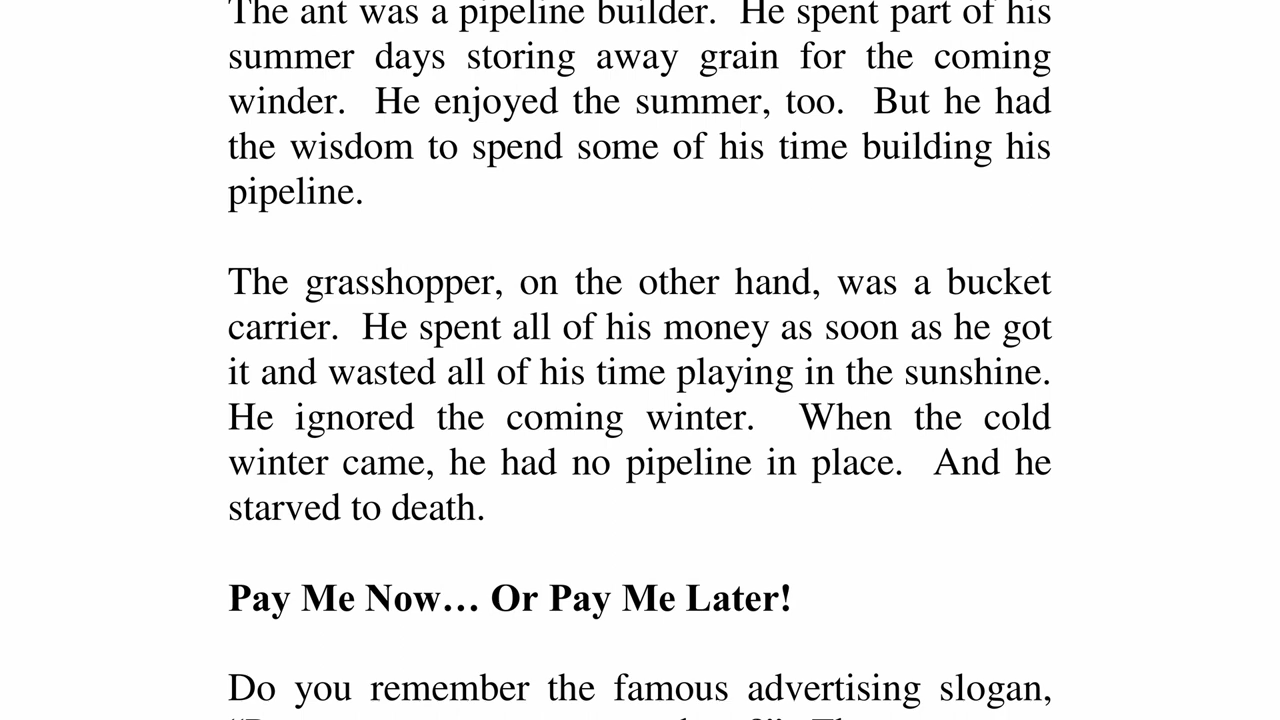 The ant was a pipeline builder.  He spent part of his
summer days storing away grain for the coming
winder.  He enjoyed the summer, too.  But he had
the wisdom to spend some of his time building his
pipeline.
The grasshopper, on the other hand, was a bucket
carrier.  He spent all of his money as soon as he got
it and wasted all of his time playing in the sunshine.
He ignored the coming winter.  When the cold
winter came, he had no pipeline in place.  And he
starved to death.
Pay Me Now… Or Pay Me Later!
Do you remember the famous advertising slogan,